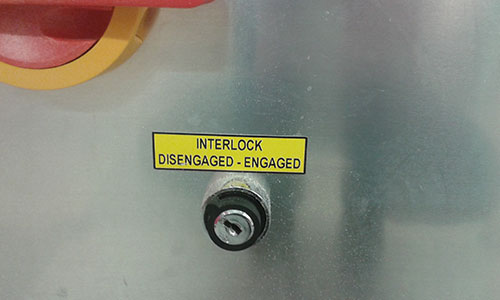 INTERLOCK
DISENGAGED - ENGAGED